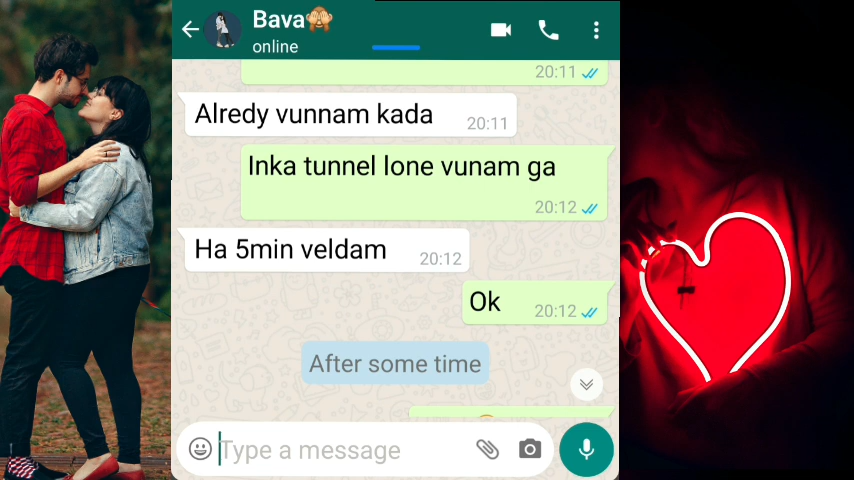 Bava🙈
online
20:11
Alredy vunnam kada
20:11
Inka tunnel lone vunam ga
20:12
Ha 5min veldam
20:12
Ok
20:12
After some time
Type a message